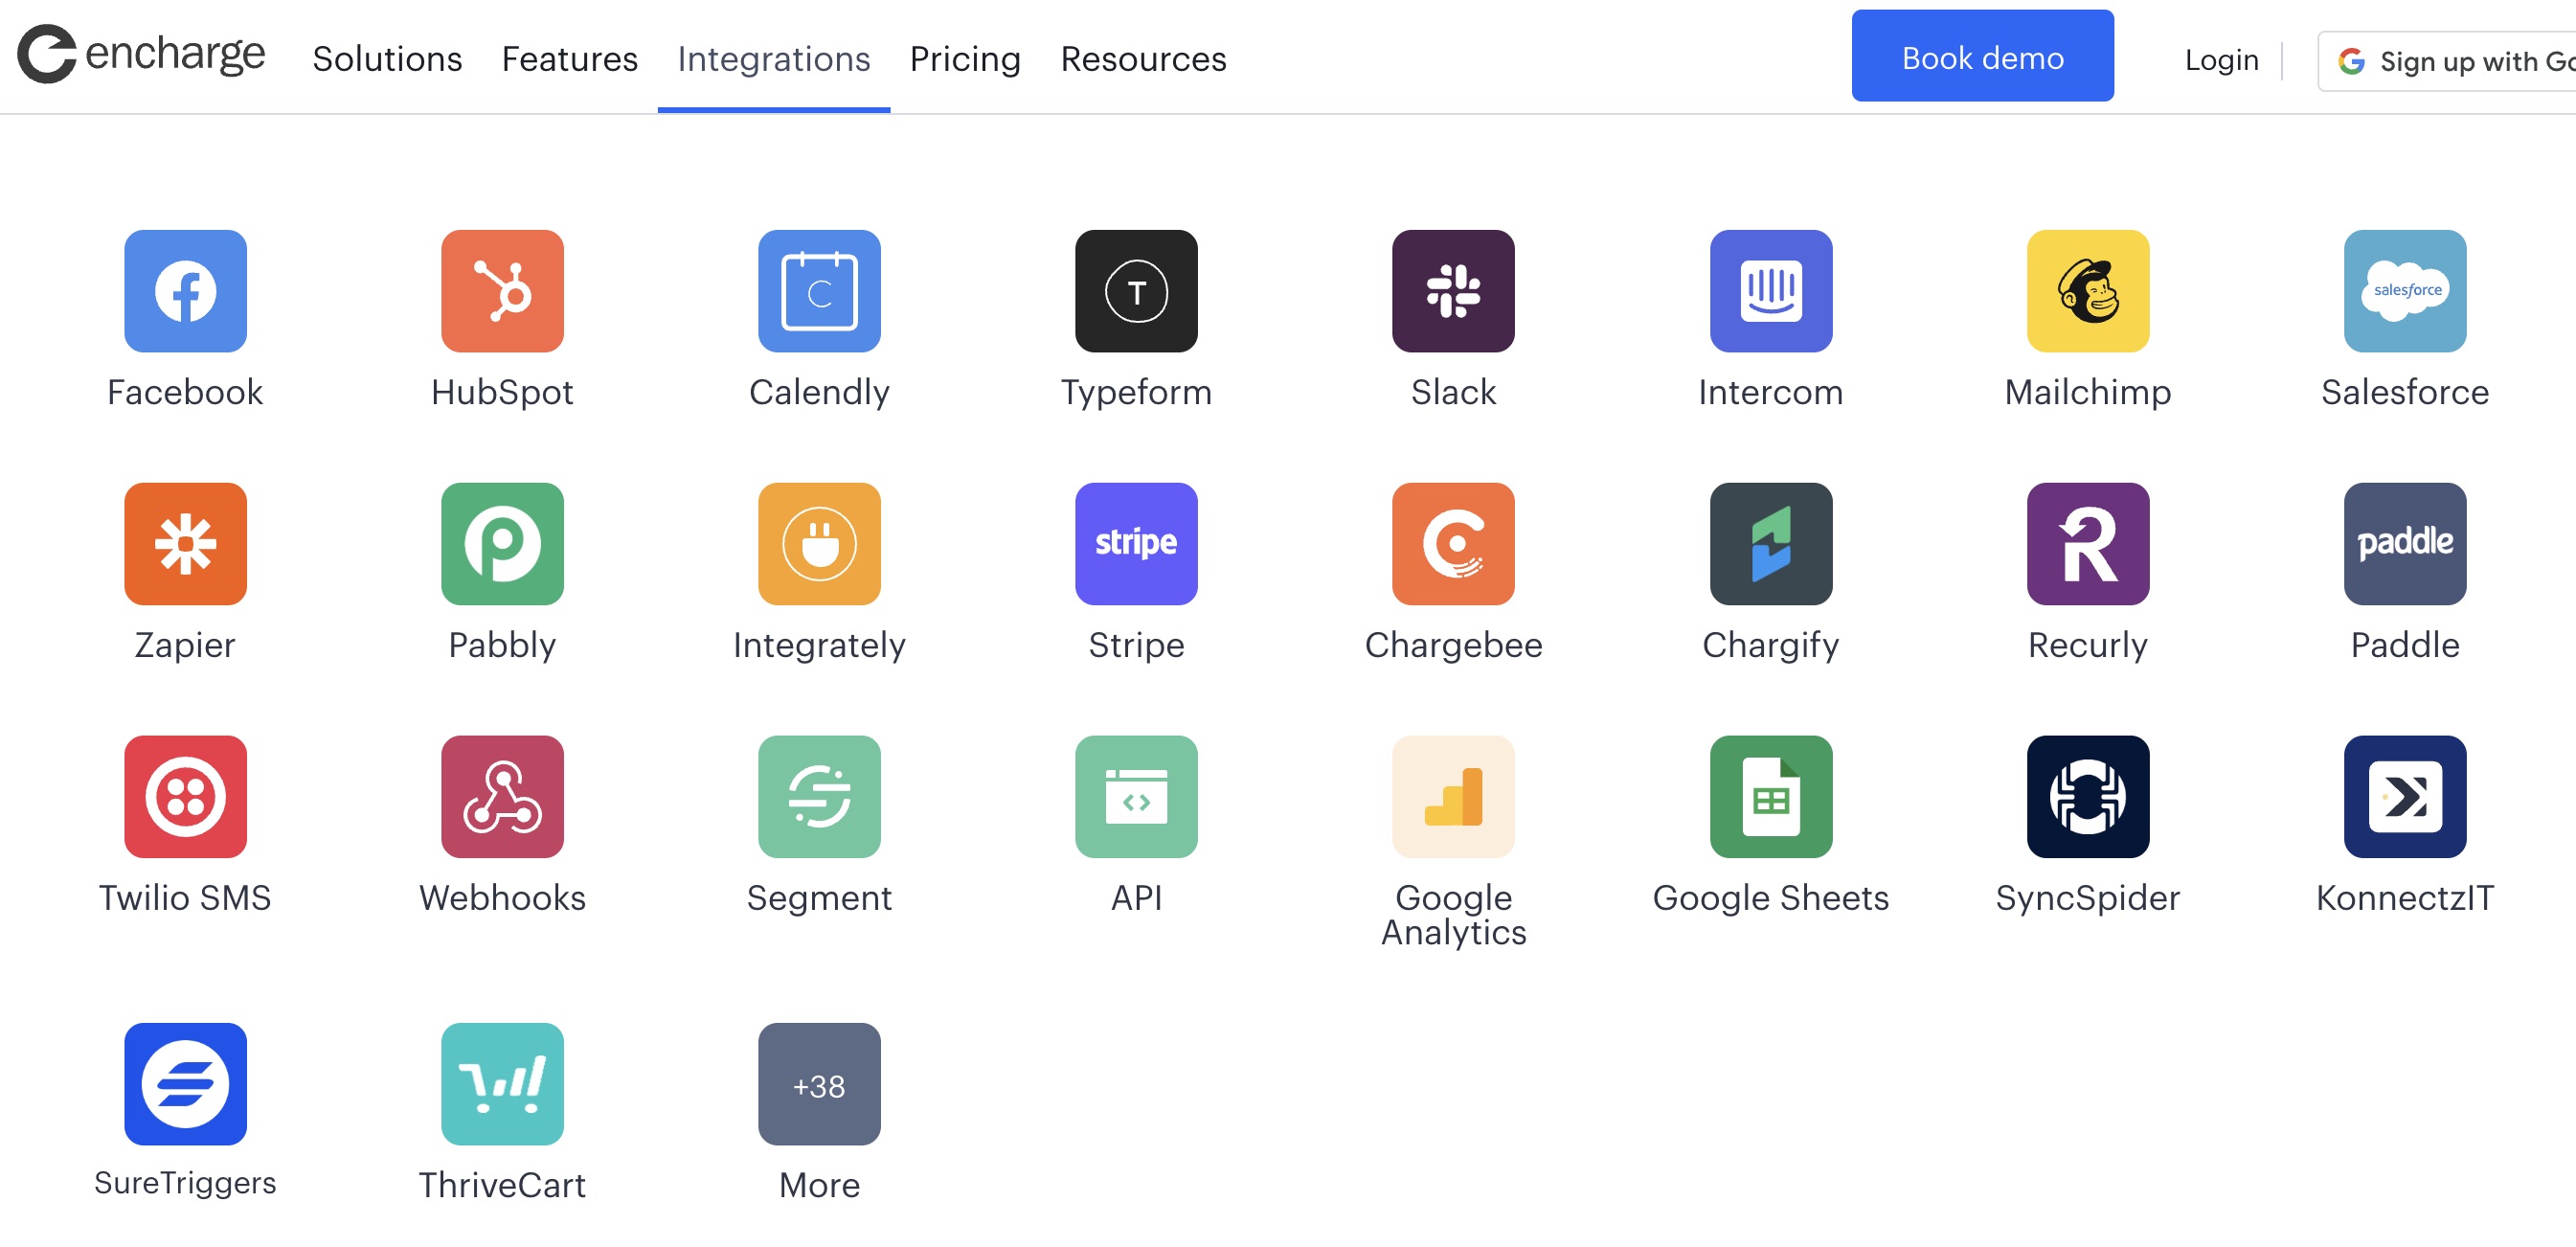 encharge Solutions Features Integrations Pricing Resources Book demo Login Sign up with Go
C T salesforce
Facebook HubSpot Calendly Typeform Slack Intercom Mailchimp Salesforce
stripe paddle
Zapier Pabbly Integrately Stripe Chargebee Chargify Recurly Paddle
Twilio SMS Webhooks Segment API Google Analytics Google Sheets SyncSpider KonnectzIT
+38
SureTriggers ThriveCart More